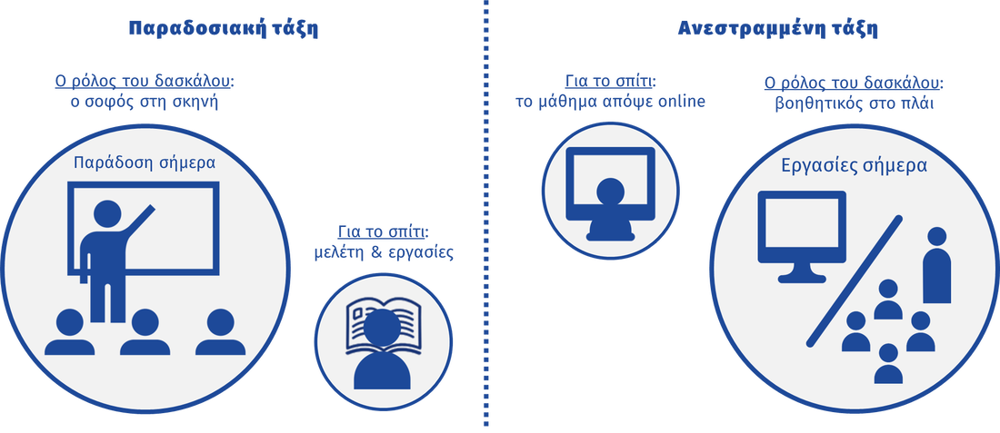 Παραδοσιακή τάξη
Ο ρόλος του δασκάλου:
ο σοφός στη σκηνή
Παράδοση σήμερα
Για το σπίτι:
μελέτη & εργασίες
Ανεστραμμένη τάξη
Για το σπίτι:
το μάθημα απόψε online
Ο ρόλος του δασκάλου:
βοηθητικός στο πλάι
Εργασίες σήμερα